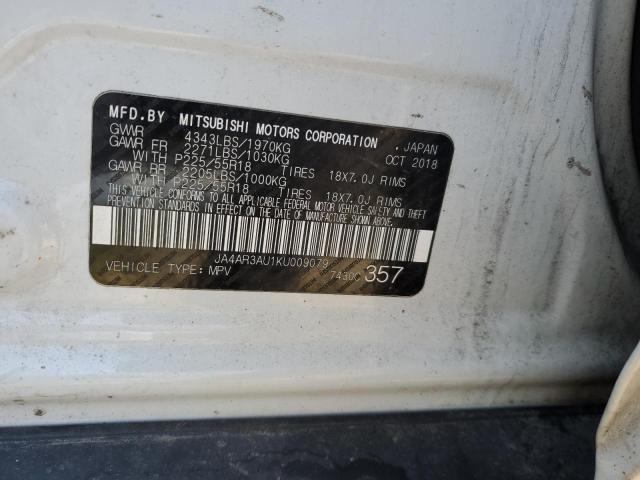 MFD.BY MITSUBISHI MOTORS CORPORATION , JAPAN
GVWR 4343LBS/1970KG OCT 2018
GAWR FR 2271LBS/1030KG
WITH P225/55R18 TIRES 18X7.0J RIMS
GAWR RR 2205LBS/1000KG
WITH P225/55R18 TIRES 18X7.0J RIMS
THIS VEHICLE CONFORMS TO ALL APPLICABLE FEDERAL MOTOR VEHICLE SAFETY AND THEFT
PREVENTION STANDARDS IN EFFECT ON THE DATE OF MANUFACTURE SHOWN ABOVE.
JA4AR3AU1KU009079
VEHICLE TYPE: MPV 7430C 357